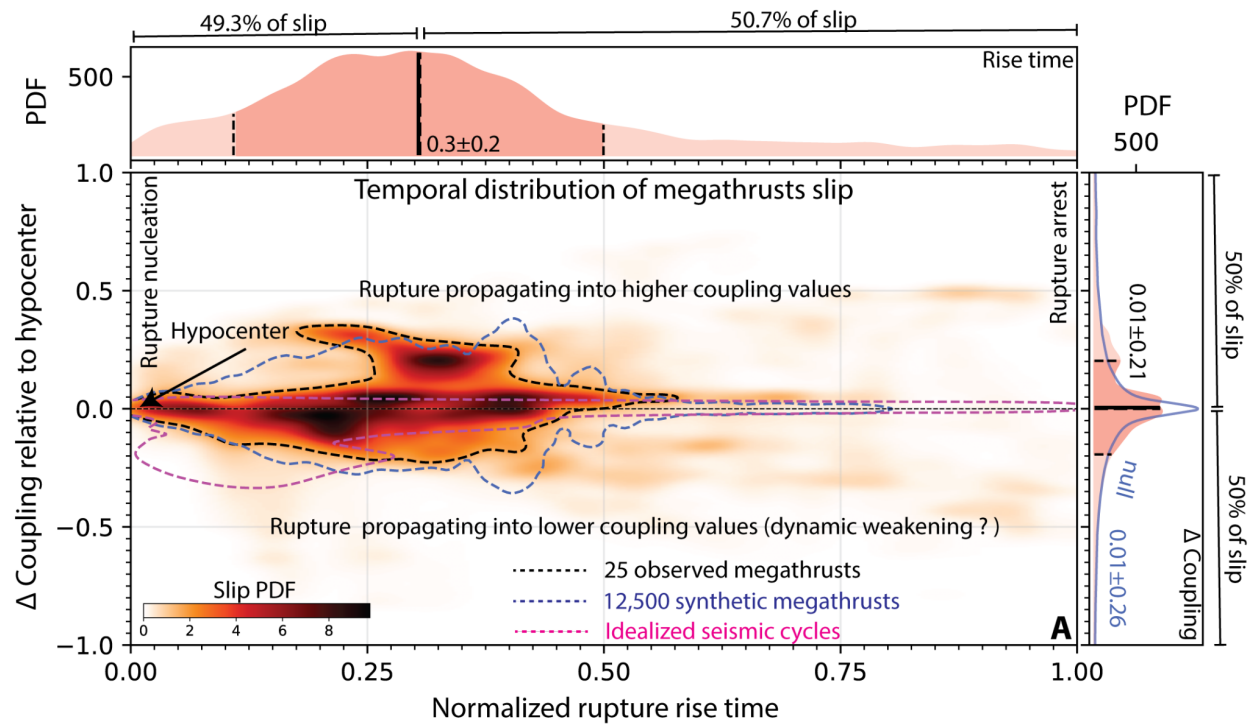 49.3% of slip
50.7% of slip
PDF
500
Rise time
0.3±0.2
PDF
500
Δ Coupling relative to hypocenter
1.0
0.5
0.0
−0.5
−1.0
Temporal distribution of megathrusts slip
Rupture nucleation
Rupture arrest
Rupture propagating into higher coupling values
Hypocenter
Rupture propagating into lower coupling values (dynamic weakening ? )
25 observed megathrusts
12,500 synthetic megathrusts
Idealized seismic cycles
Slip PDF
0 2 4 6 8
A
0.00 0.25 0.50 0.75 1.00
Normalized rupture rise time
0.01±0.21
null
0.01±0.26
Δ Coupling
50% of slip
50% of slip